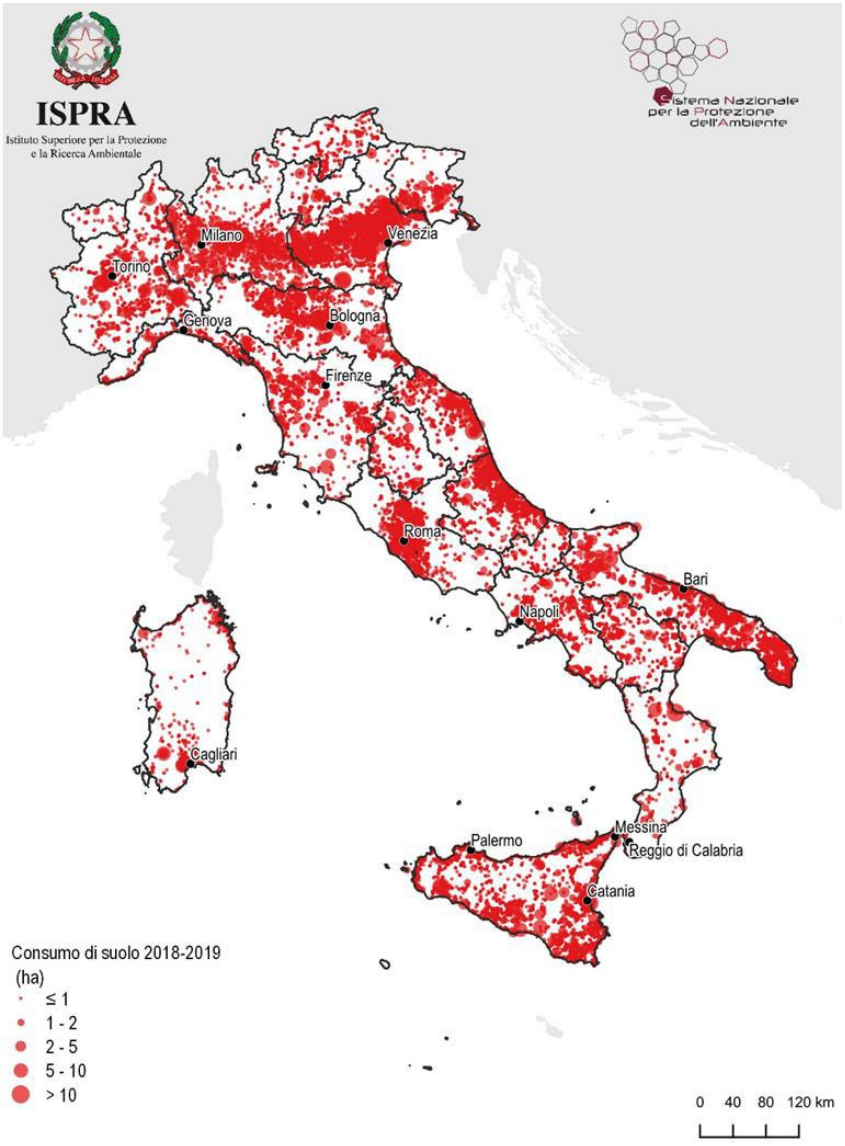 REPVBBLICA ITALIANA
ISPRA
Istituto Superiore per la Protezione
e la Ricerca Ambientale
Sistema Nazionale
per la Protezione
dell'Ambiente
Milano
Venezia
Torino
Genova
Bologna
Firenze
Roma
Bari
Napoli
Cagliari
Messina
Palermo
Reggio di Calabria
Catania
Consumo di suolo 2018-2019
(ha)
≤ 1
1 - 2
2 - 5
5 - 10
> 10
0 40 80 120 km